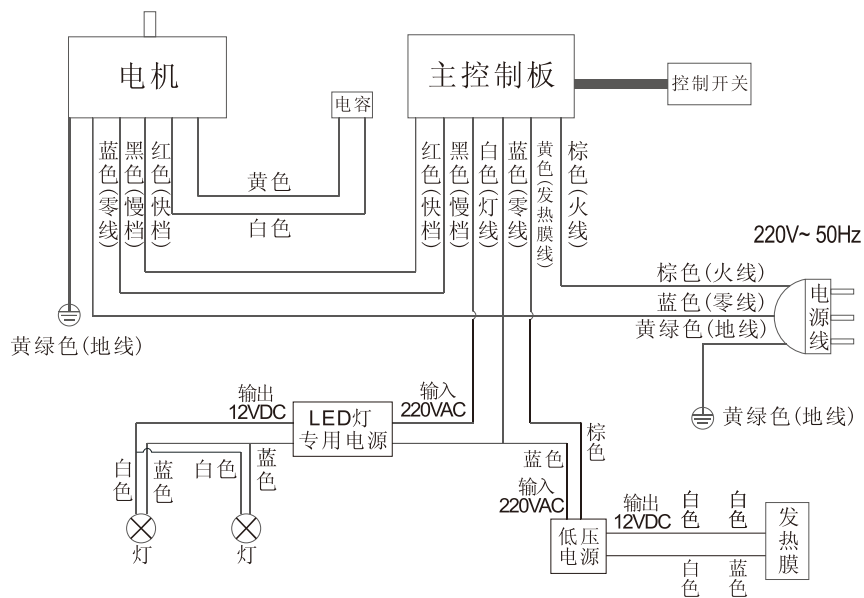 电机
主控制板
控制开关
电容
蓝色(零线)
黑色(慢档)
红色(快档)
黄色
白色
红色(快档)
黑色(慢档)
白色(灯线)
蓝色(零线)
黄色(发热膜线)
棕色(火线)
220V~ 50Hz
棕色(火线)
蓝色(零线)
黄绿色(地线)
电源线
黄绿色(地线)
黄绿色(地线)
输出
12VDC
LED灯
专用电源
输入
220VAC
白色
蓝色
白色
蓝色
灯
灯
棕色
蓝色
输入
220VAC
低压
电源
输出
12VDC
白色
白色
白色
蓝色
发热膜